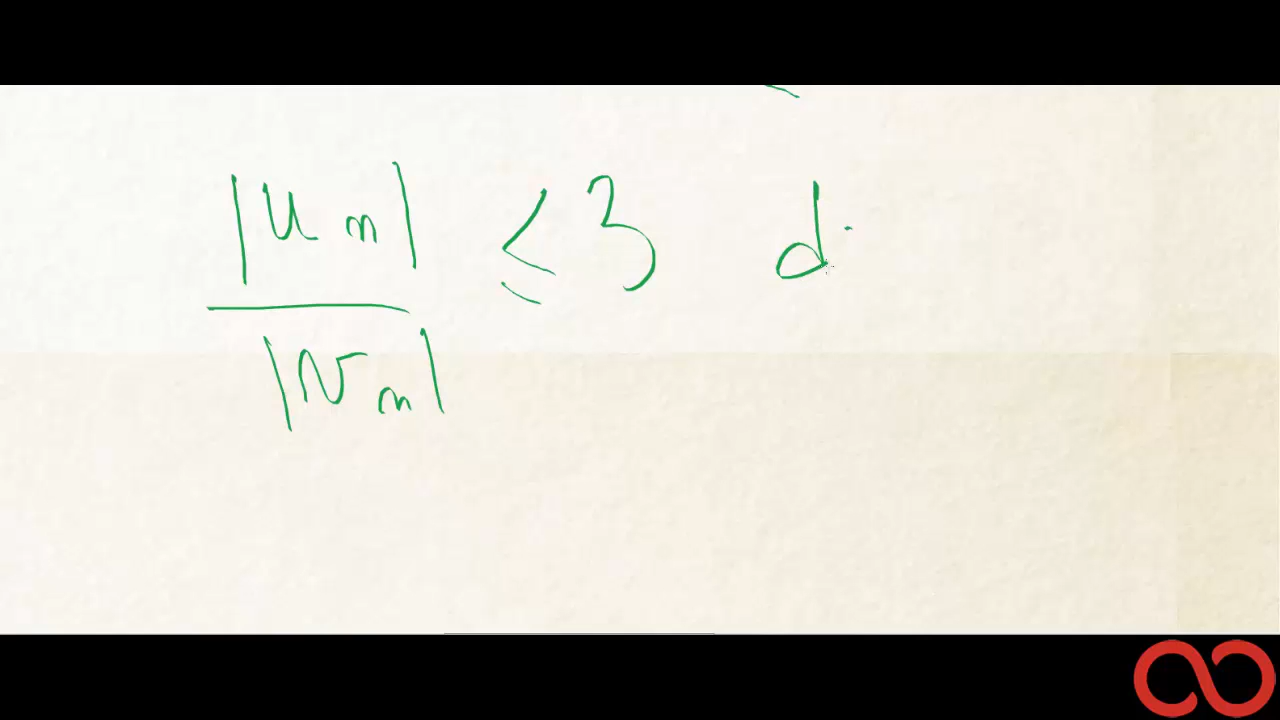 |u_n| / |v_n| ≤ 3 d